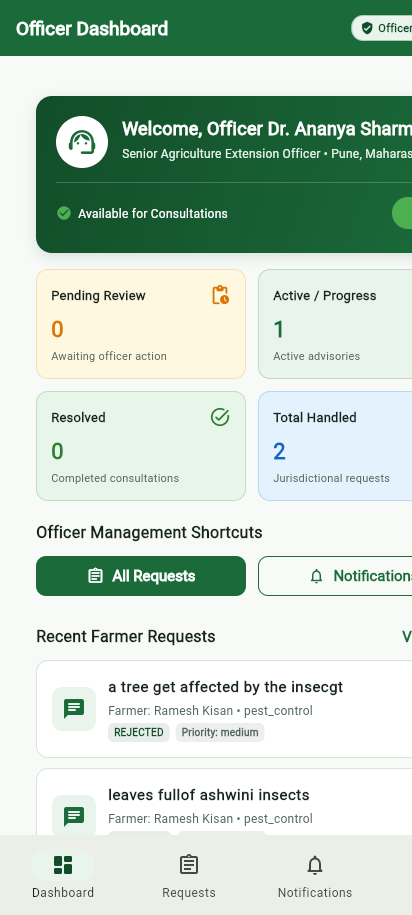 Officer Dashboard
Officer
Welcome, Officer Dr. Ananya Sharm
Senior Agriculture Extension Officer • Pune, Maharas
Available for Consultations
Pending Review
0
Awaiting officer action
Active / Progress
1
Active advisories
Resolved
0
Completed consultations
Total Handled
2
Jurisdictional requests
Officer Management Shortcuts
All Requests
Notifications
Recent Farmer Requests
V
a tree get affected by the insecgt
Farmer: Ramesh Kisan • pest_control
REJECTED Priority: medium
leaves fullof ashwini insects
Farmer: Ramesh Kisan • pest_control
Dashboard
Requests
Notifications